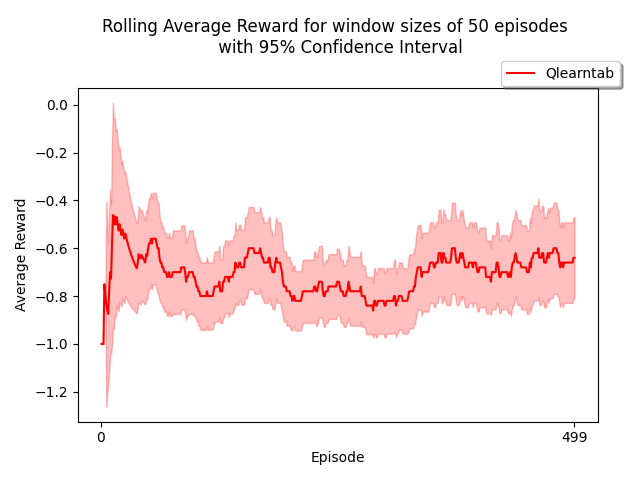 Rolling Average Reward for window sizes of 50 episodes
with 95% Confidence Interval
Qlearntab
0.0
−0.2
−0.4
−0.6
−0.8
−1.0
−1.2
Average Reward
0
499
Episode